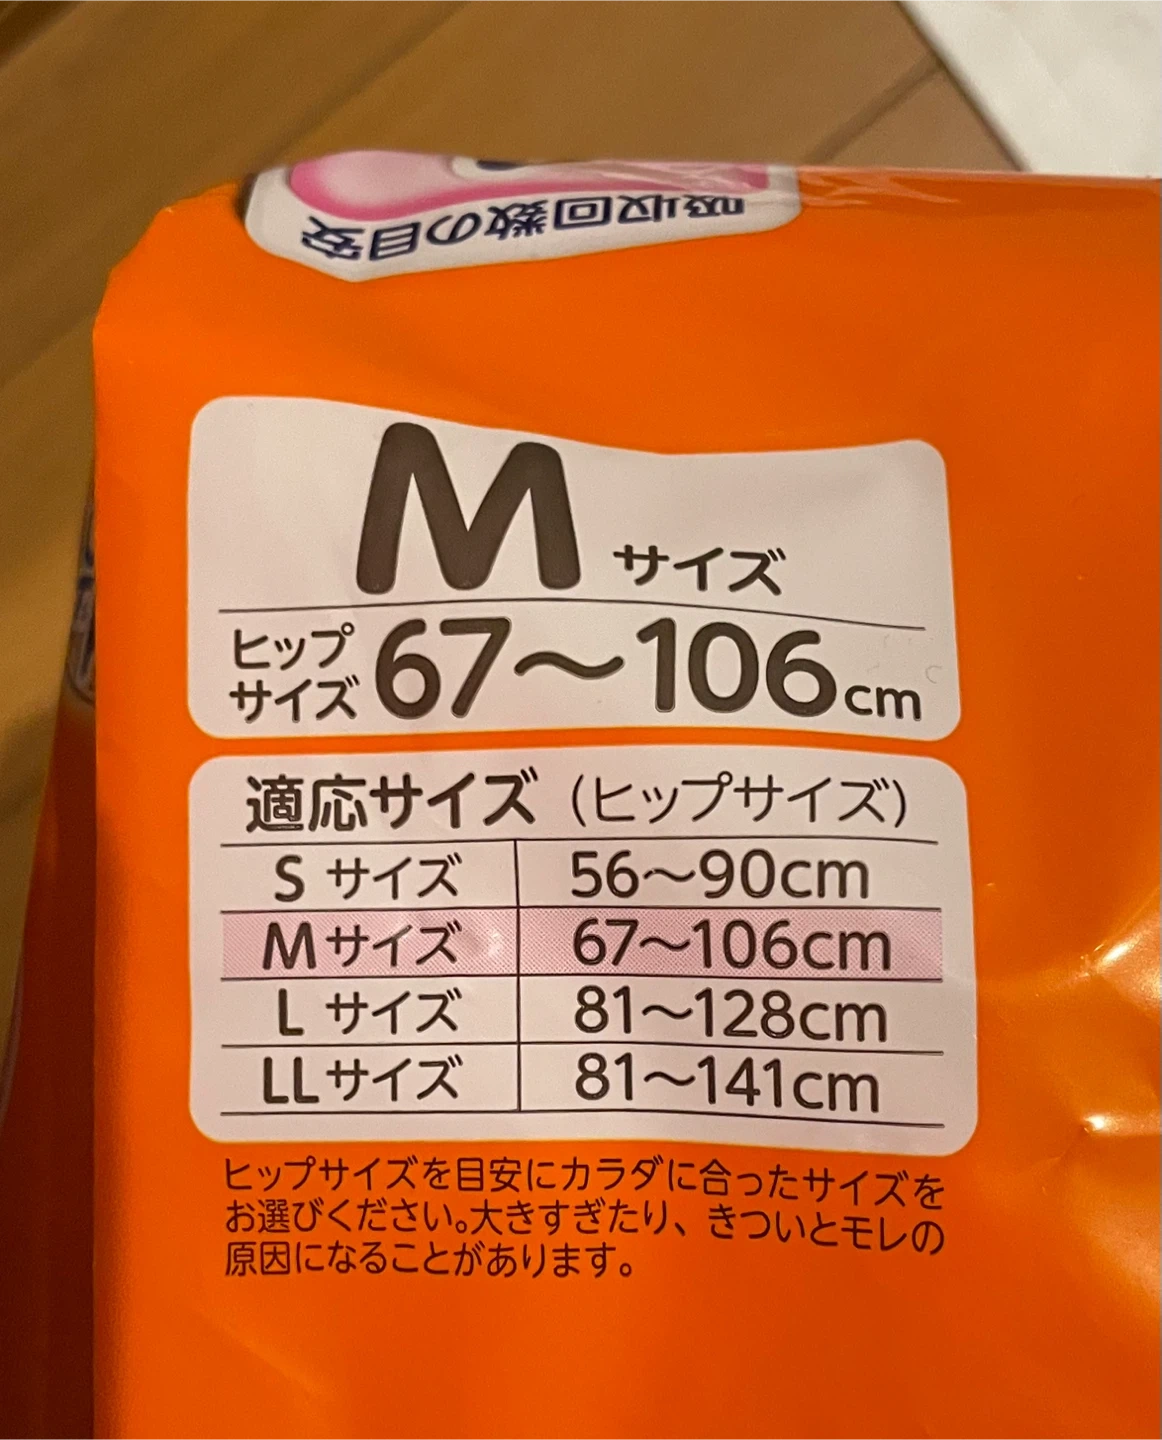 吸収回数の目安
M サイズ
ヒップ
サイズ 67〜106cm
適応サイズ（ヒップサイズ）
S サイズ 56〜90cm
M サイズ 67〜106cm
L サイズ 81〜128cm
LL サイズ 81〜141cm
ヒップサイズを目安にカラダに合ったサイズを
お選びください。大きすぎたり、きついとモレの
原因になることがあります。